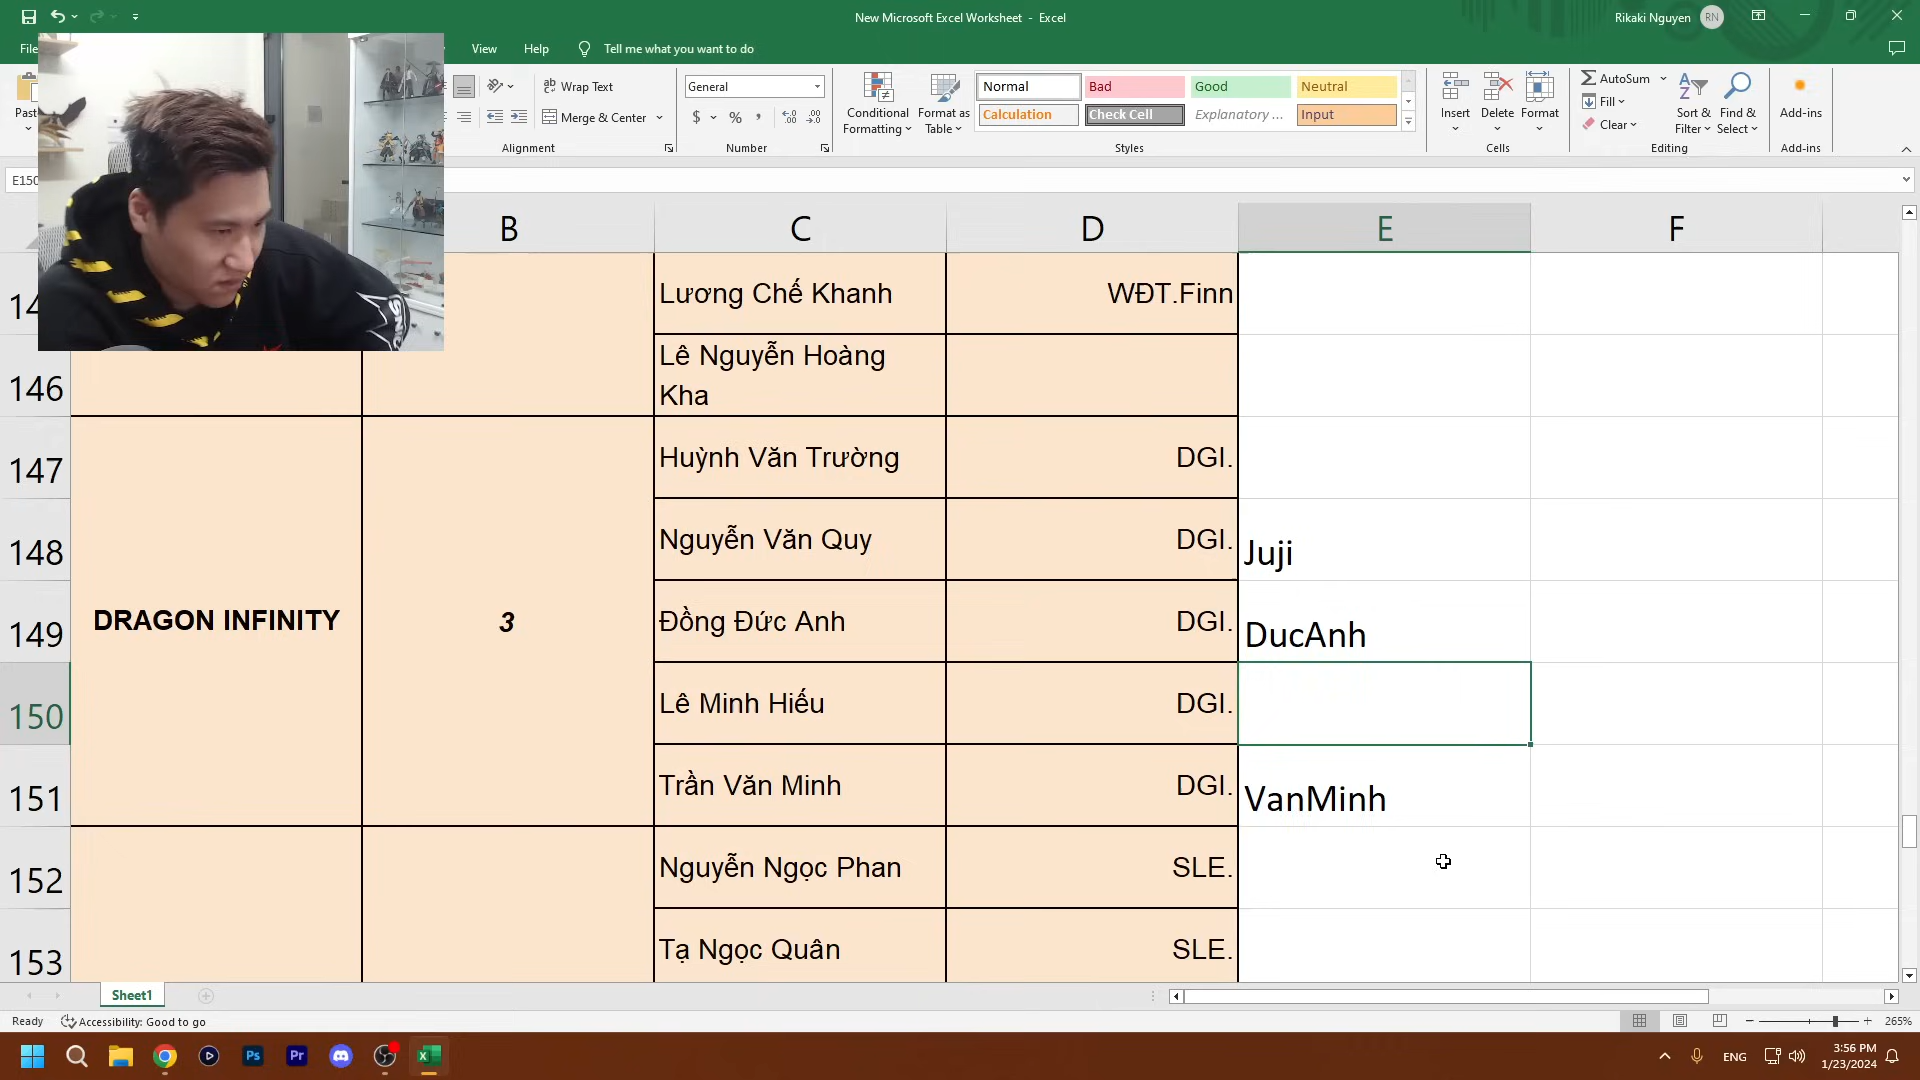 New Microsoft Excel Worksheet - Excel
Rikaki Nguyen
RN
File
View
Help
Tell me what you want to do
Paste
Wrap Text
Merge & Center
Alignment
General
$
%
Number
Conditional
Formatting
Format as
Table
Normal
Bad
Good
Neutral
Calculation
Check Cell
Explanatory ...
Input
Styles
Insert
Delete
Format
Cells
AutoSum
Fill
Clear
Sort &
Filter
Find &
Select
Editing
Add-ins
Add-ins
E150
B
C
D
E
F
Lương Chế Khanh
WĐT.Finn
146
Lê Nguyễn Hoàng
Kha
147
Huỳnh Văn Trường
DGI.
148
Nguyễn Văn Quy
DGI.
Juji
149
DRAGON INFINITY
3
Đồng Đức Anh
DGI.
DucAnh
150
Lê Minh Hiếu
DGI.
151
Trần Văn Minh
DGI.
VanMinh
152
Nguyễn Ngọc Phan
SLE.
153
Tạ Ngọc Quân
SLE.
Sheet1
Ready
Accessibility: Good to go
265%
Ps
Pr
ENG
3:56 PM
1/23/2024